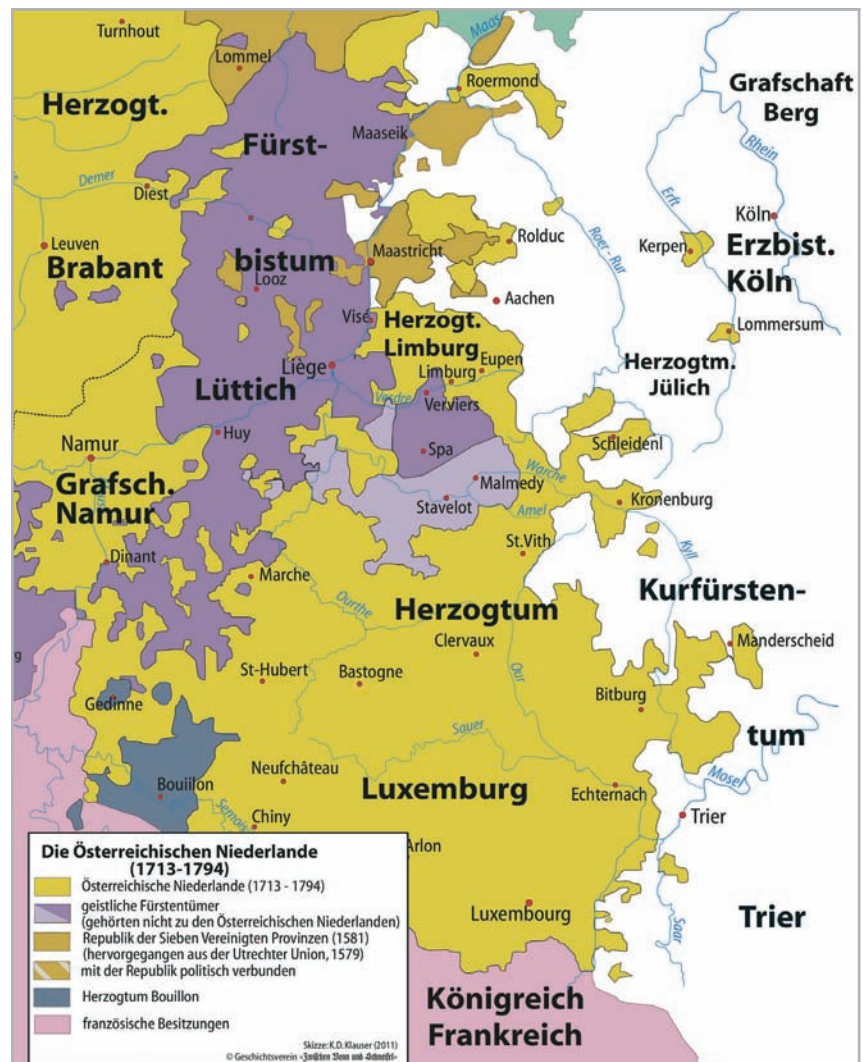 Turnhout
Lommel
Maas
Roermond
Herzogt.
Grafschaft
Berg
Fürst-
Maaseik
Rhein
Demer
Diest
Erft
Köln
Leuven
Brabant
bistum
Looz
Maastricht
Rolduc
Roer - Rur
Kerpen
Erzbist.
Köln
Aachen
Visé
Herzogt.
Limburg
Lommersum
Liège
Limburg
Eupen
Herzogtm.
Jülich
Lüttich
Vesdre
Verviers
Huy
Spa
Schleidenl
Namur
Grafsch.
Namur
Malmedy
Warche
Stavelot
Amel
Kronenburg
Dinant
St.Vith
Kyll
Marche
Ourthe
Herzogtum
Kurfürsten-
Clervaux
Our
Manderscheid
St-Hubert
Bastogne
Gedinne
Bitburg
Sauer
tum
Neufchâteau
Mosel
Bouillon
Luxemburg
Echternach
Semois
Chiny
Trier
Arlon
Luxembourg
Trier
Saar
Königreich
Frankreich
Die Österreichischen Niederlande
(1713-1794)
Österreichische Niederlande (1713 - 1794)
geistliche Fürstentümer
(gehörten nicht zu den Österreichischen Niederlanden)
Republik der Sieben Vereinigten Provinzen (1581)
(hervorgegangen aus der Utrechter Union, 1579)
mit der Republik politisch verbunden
Herzogtum Bouillon
französische Besitzungen
Skizze: K.D. Klauser (2011)
© Geschichtsverein »Zwischen Venn und Schneifel«